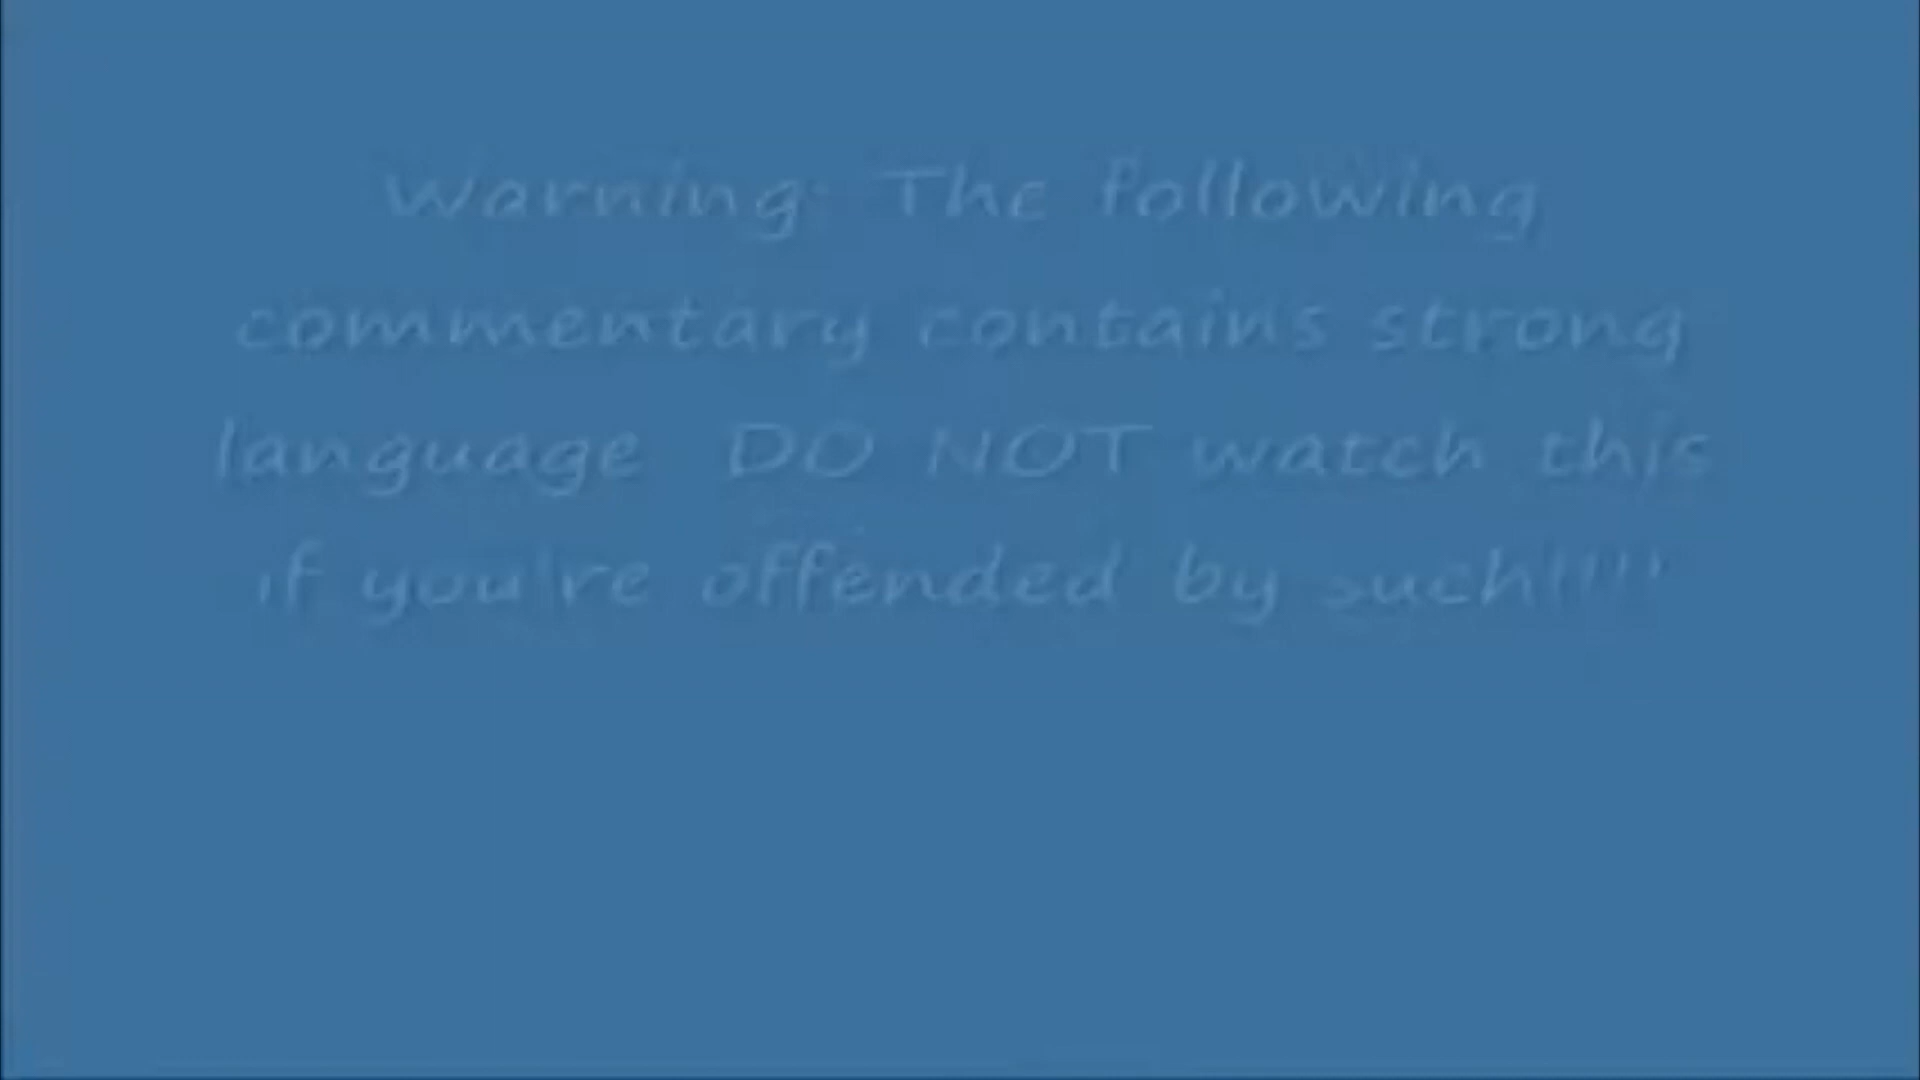 Warning: The following
commentary contains strong
language DO NOT watch this
if you're offended by such!!!!!